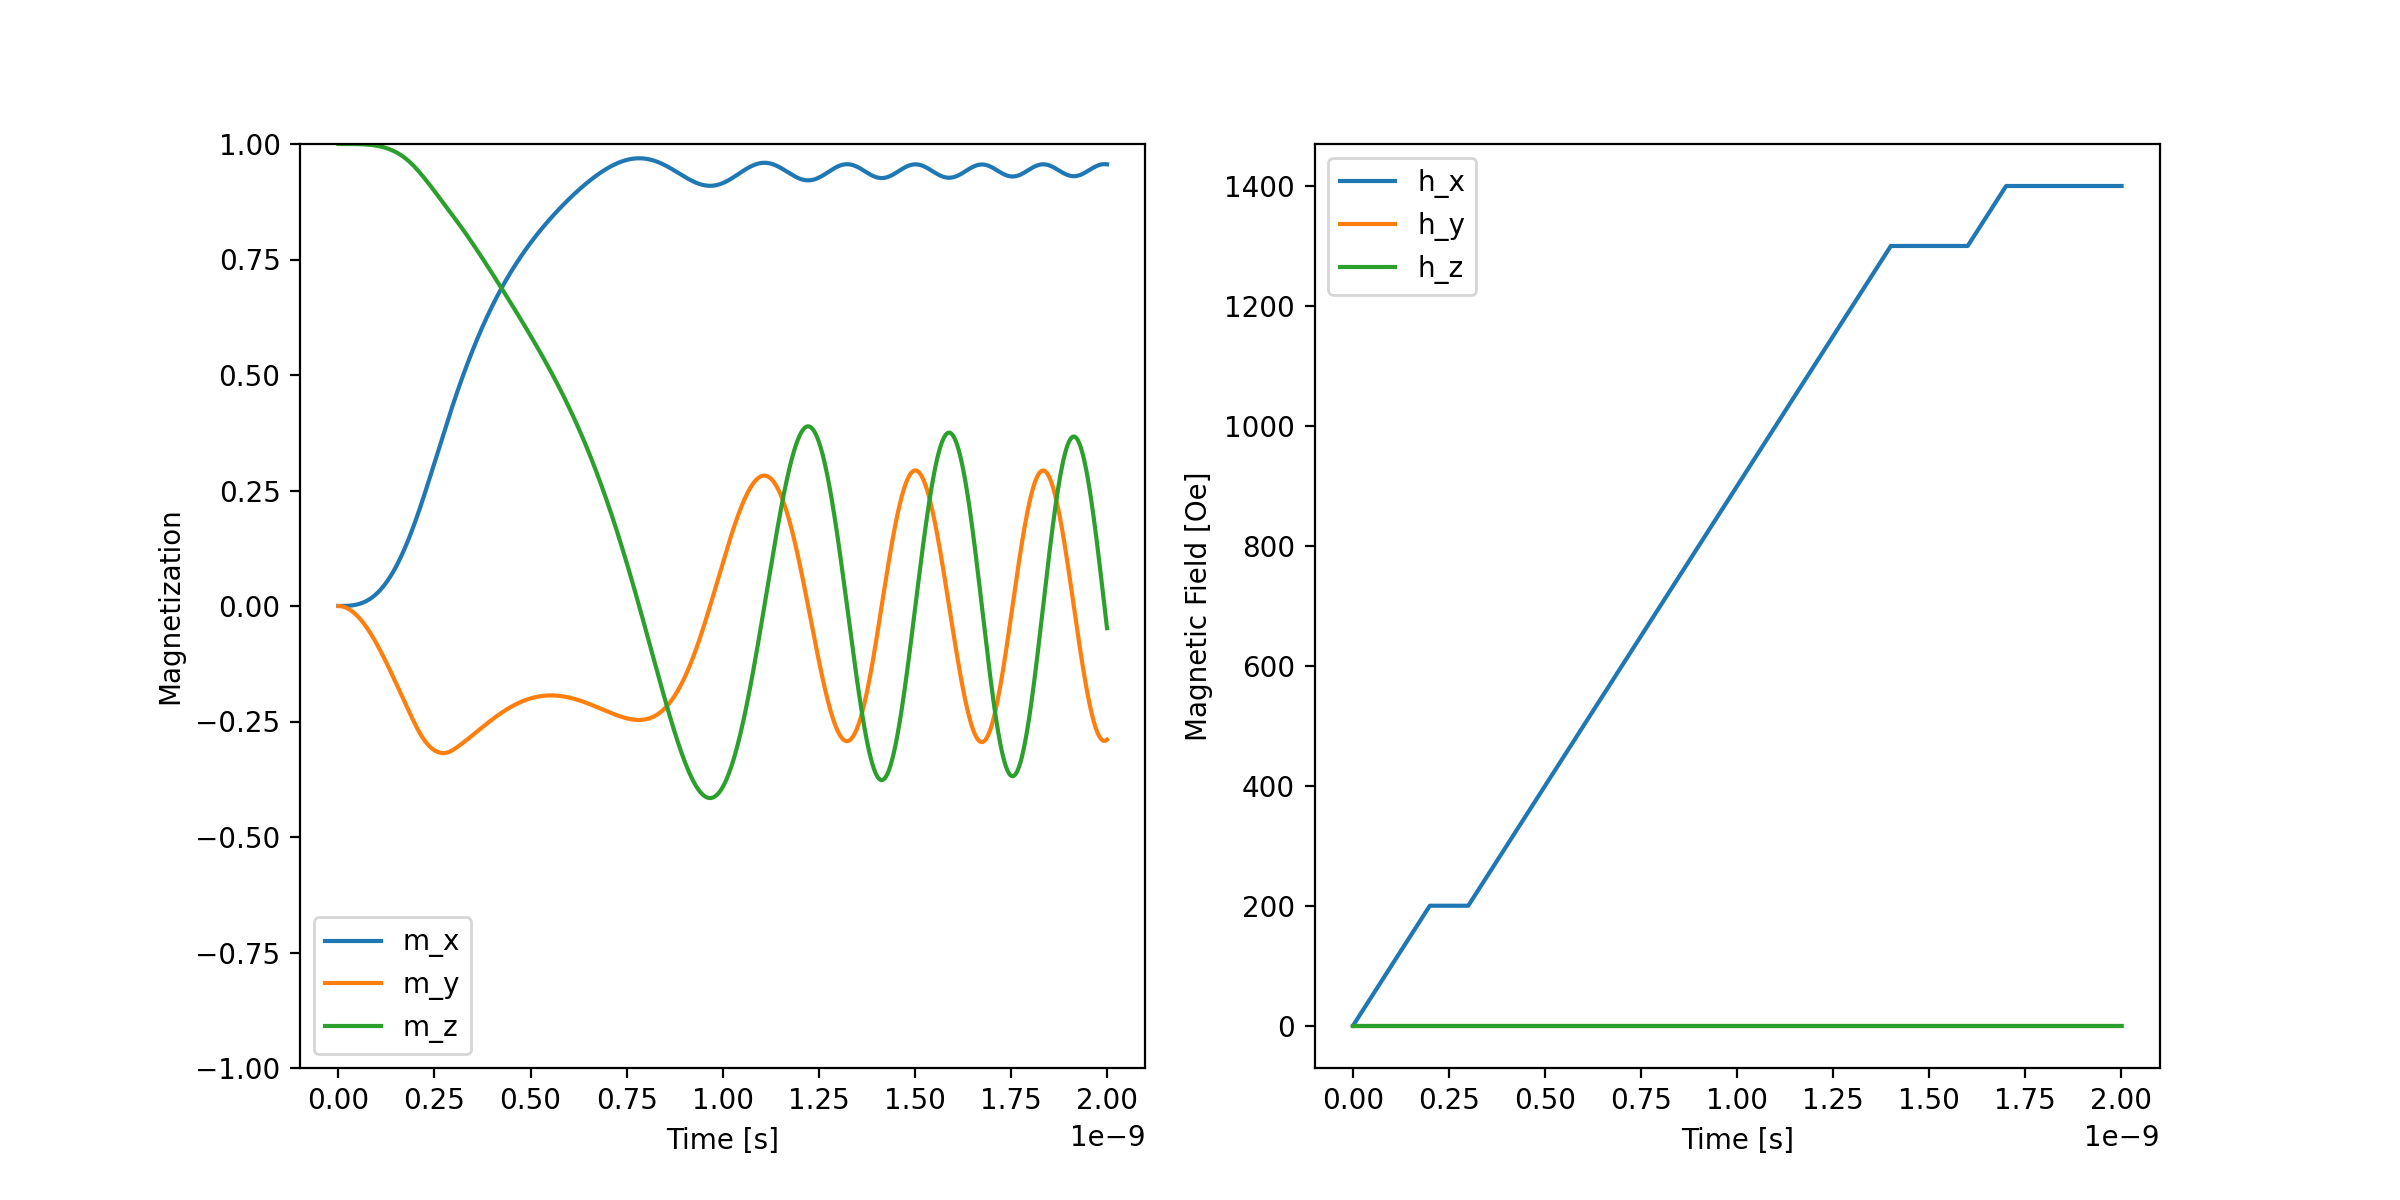 1.00
0.75
0.50
0.25
0.00
−0.25
−0.50
−0.75
−1.00
Magnetization
m_x
m_y
m_z
0.00 0.25 0.50 0.75 1.00 1.25 1.50 1.75 2.00
Time [s]
1e−9
1400
1200
1000
800
600
400
200
0
Magnetic Field [Oe]
h_x
h_y
h_z
0.00 0.25 0.50 0.75 1.00 1.25 1.50 1.75 2.00
Time [s]
1e−9